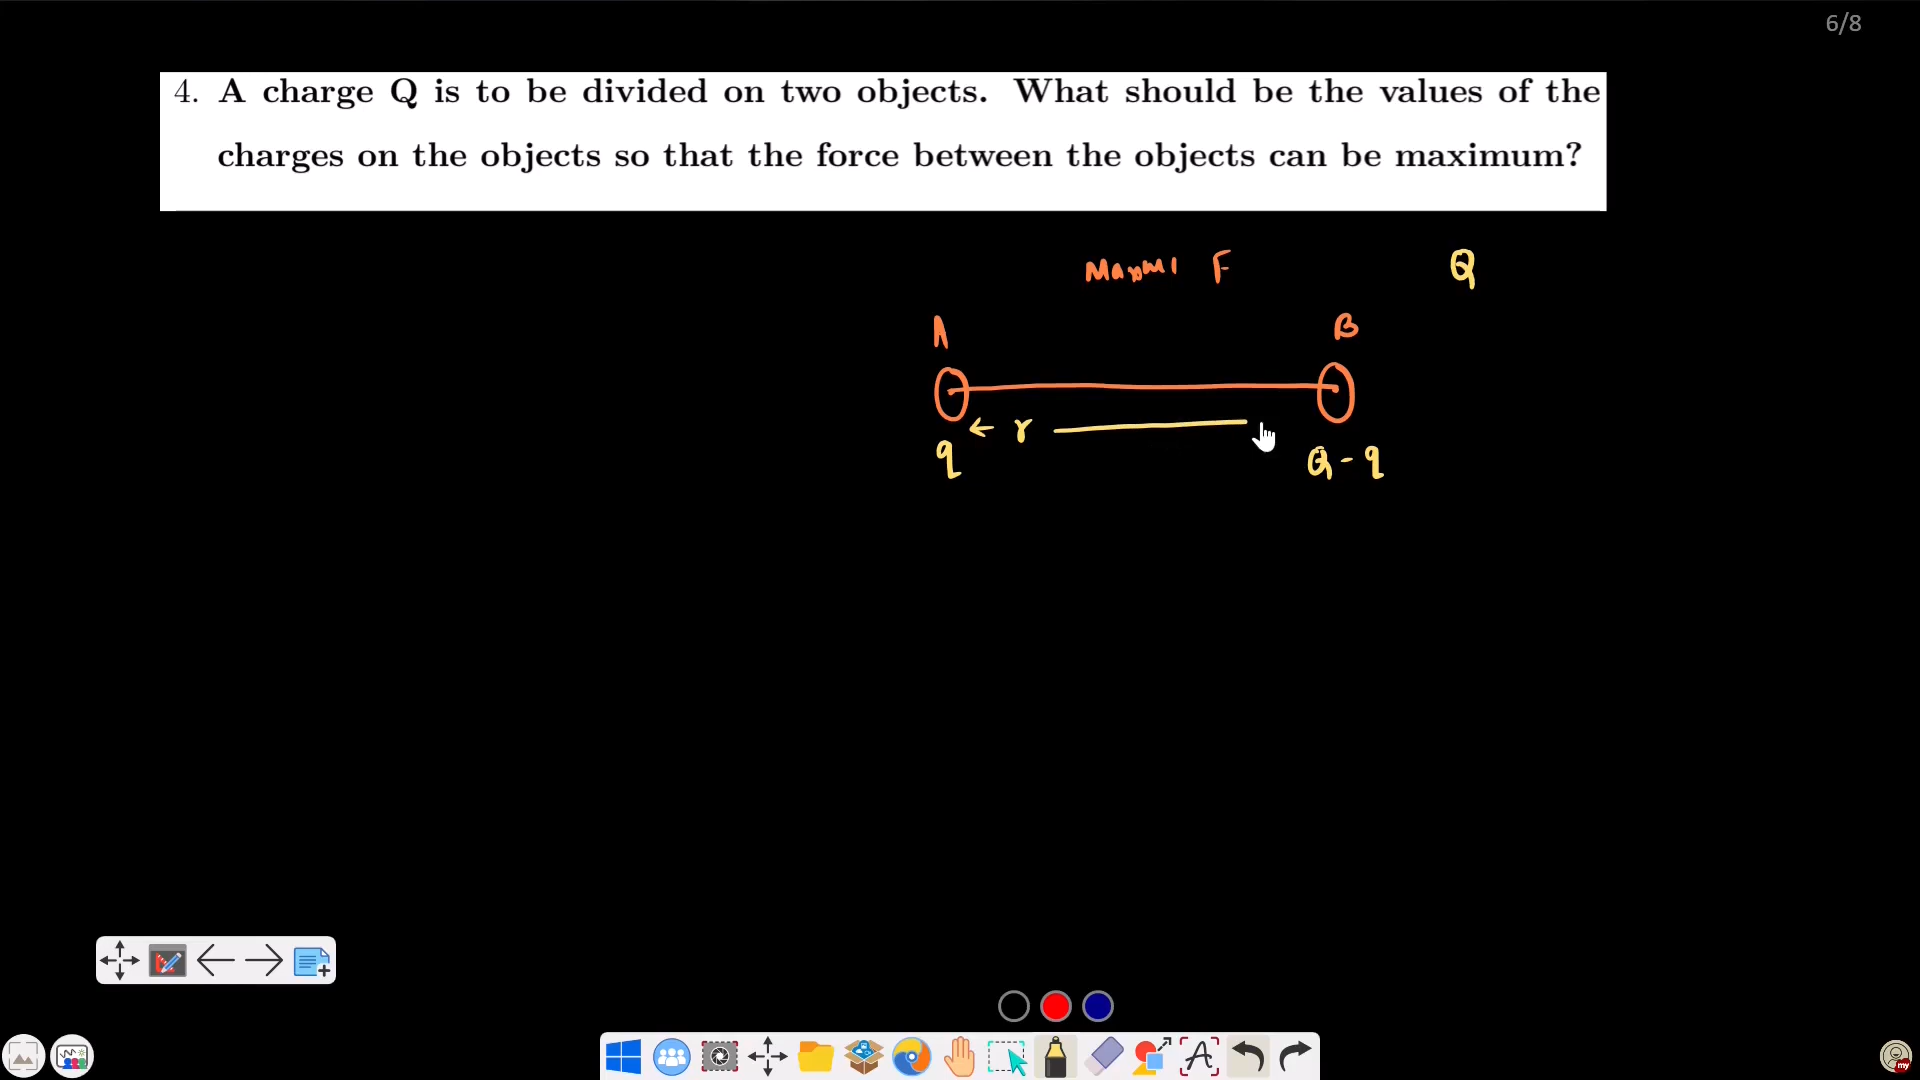 6/8
4. A charge Q is to be divided on two objects. What should be the values of the
charges on the objects so that the force between the objects can be maximum?
F Q
A B
← r
q Q - q